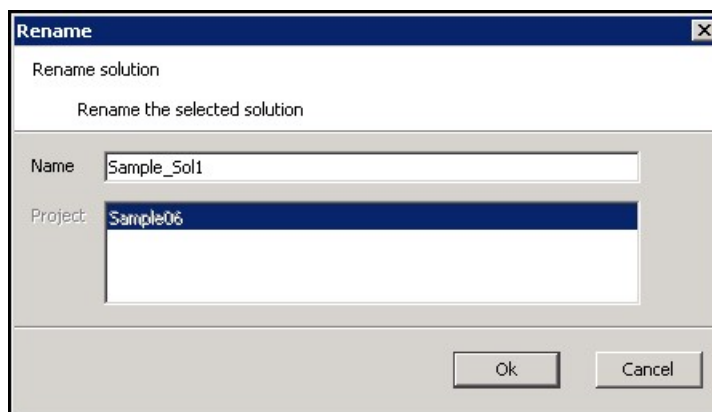 Rename
Rename solution
Rename the selected solution
Name Sample_Sol1
Project Sample06
Ok Cancel